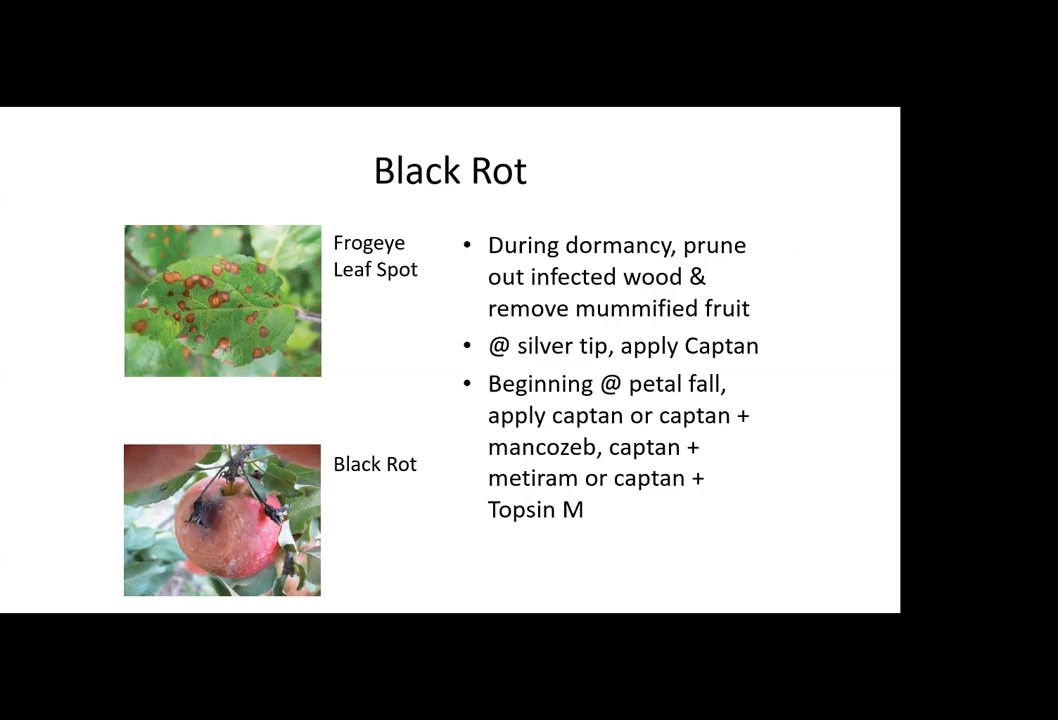 Black Rot
Frogeye
Leaf Spot
Black Rot
• During dormancy, prune
out infected wood &
remove mummified fruit
• @ silver tip, apply Captan
• Beginning @ petal fall,
apply captan or captan +
mancozeb, captan +
metiram or captan +
Topsin M